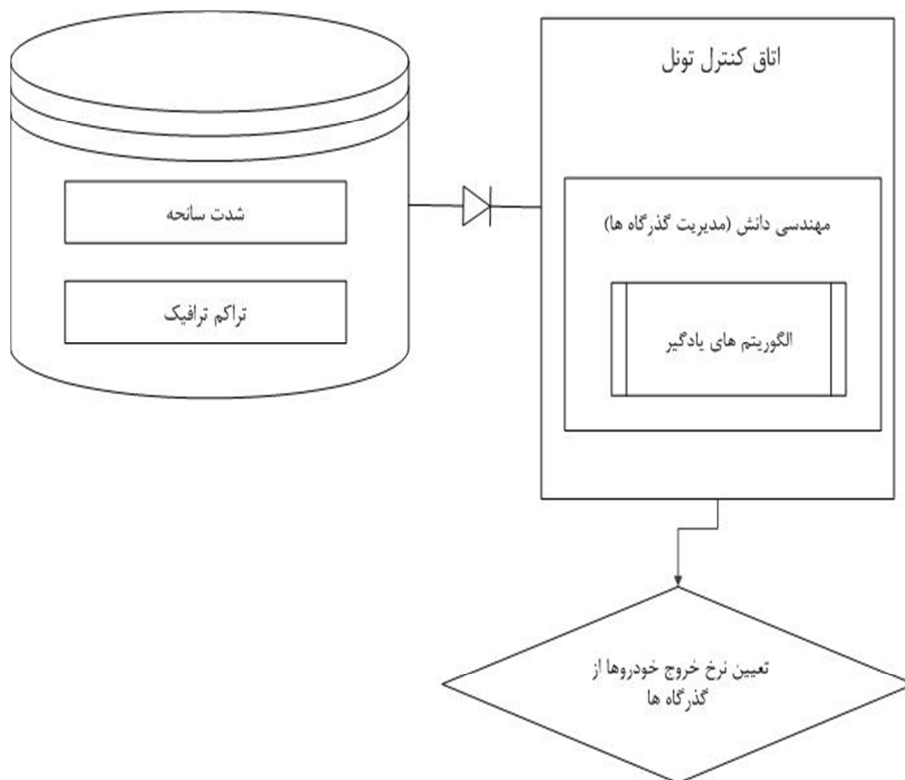 اتاق کنترل تونل
شدت سانحه
تراکم ترافیک
مهندسی دانش (مدیریت گذرگاه ها)
الگوریتم های یادگیر
تعیین نرخ خروج خودروها از
گذرگاه ها